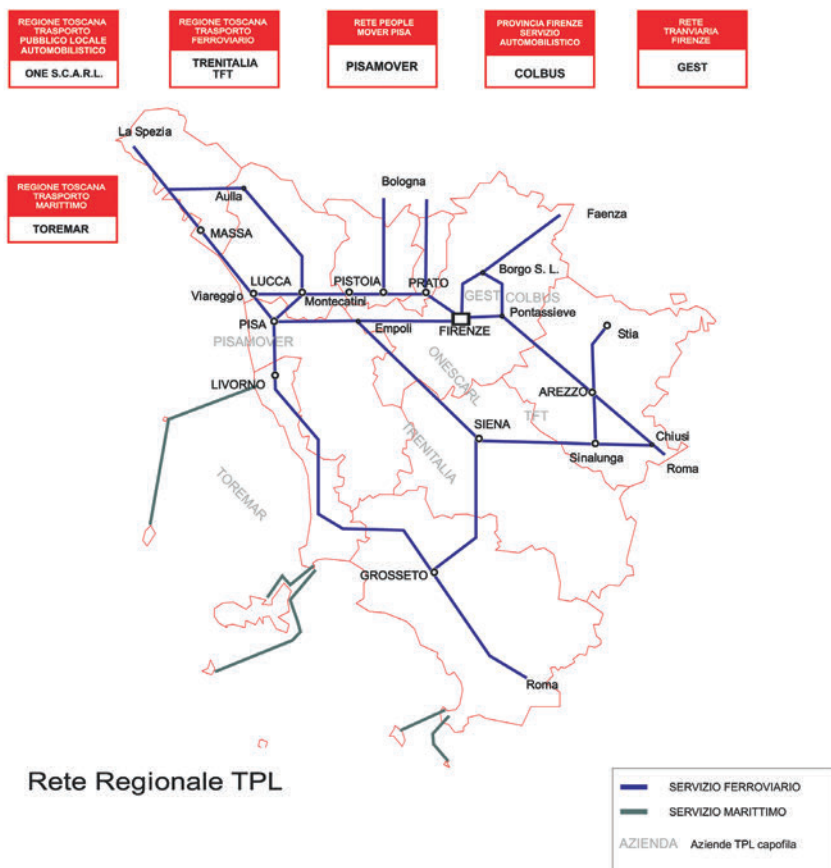 REGIONE TOSCANA
TRASPORTO
PUBBLICO LOCALE
AUTOMOBILISTICO
ONE S.C.A.R.L.
REGIONE TOSCANA
TRASPORTO
FERROVIARIO
TRENITALIA
TFT
RETE PEOPLE
MOVER PISA
PISAMOVER
PROVINCIA FIRENZE
SERVIZIO
AUTOMOBILISTICO
COLBUS
RETE
TRANVIARIA
FIRENZE
GEST
REGIONE TOSCANA
TRASPORTO
MARITTIMO
TOREMAR
La Spezia
Aulla
Bologna
Faenza
MASSA
Borgo S. L.
LUCCA
PISTOIA
PRATO
GEST
COLBUS
Viareggio
Montecatini
Pontassieve
PISA
Empoli
FIRENZE
Stia
PISAMOVER
LIVORNO
ONESCARL
AREZZO
TFT
SIENA
Chiusi
Sinalunga
Roma
TRENITALIA
TOREMAR
GROSSETO
Roma
Rete Regionale TPL
SERVIZIO FERROVIARIO
SERVIZIO MARITTIMO
AZIENDA Aziende TPL capofila